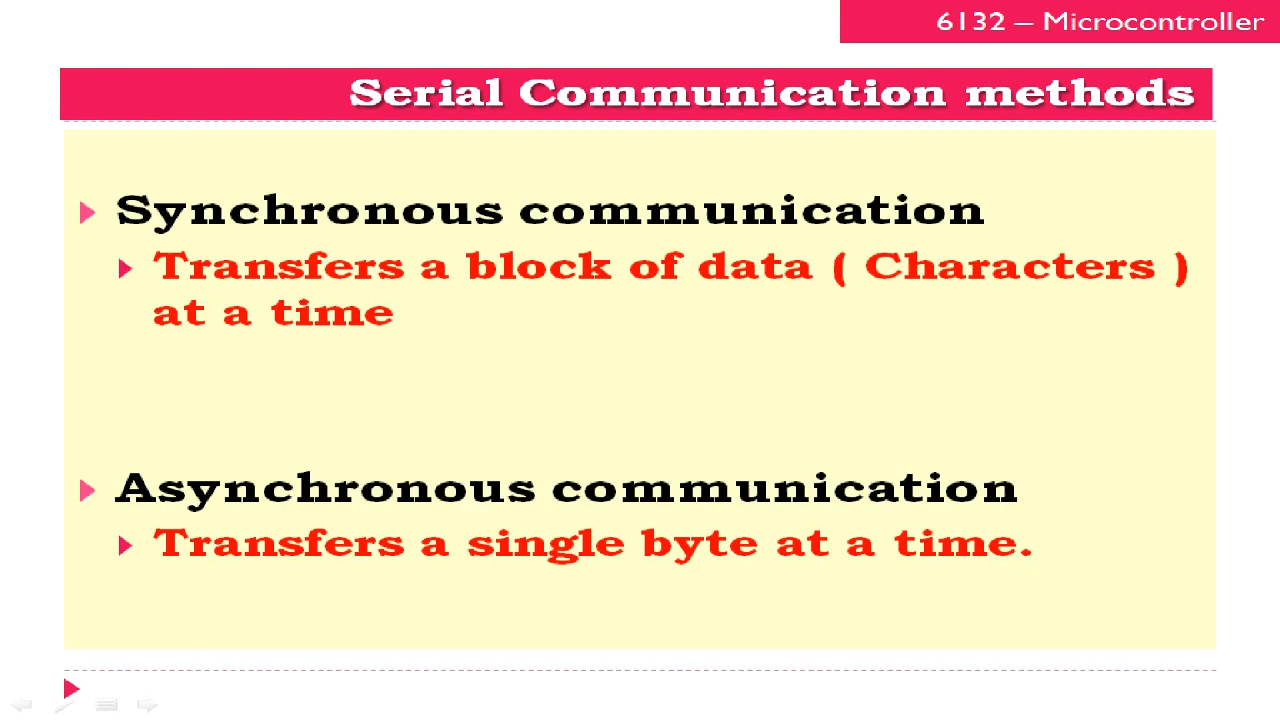 6132 – Microcontroller
Serial Communication methods
Synchronous communication
Transfers a block of data ( Characters )
at a time
Asynchronous communication
Transfers a single byte at a time.